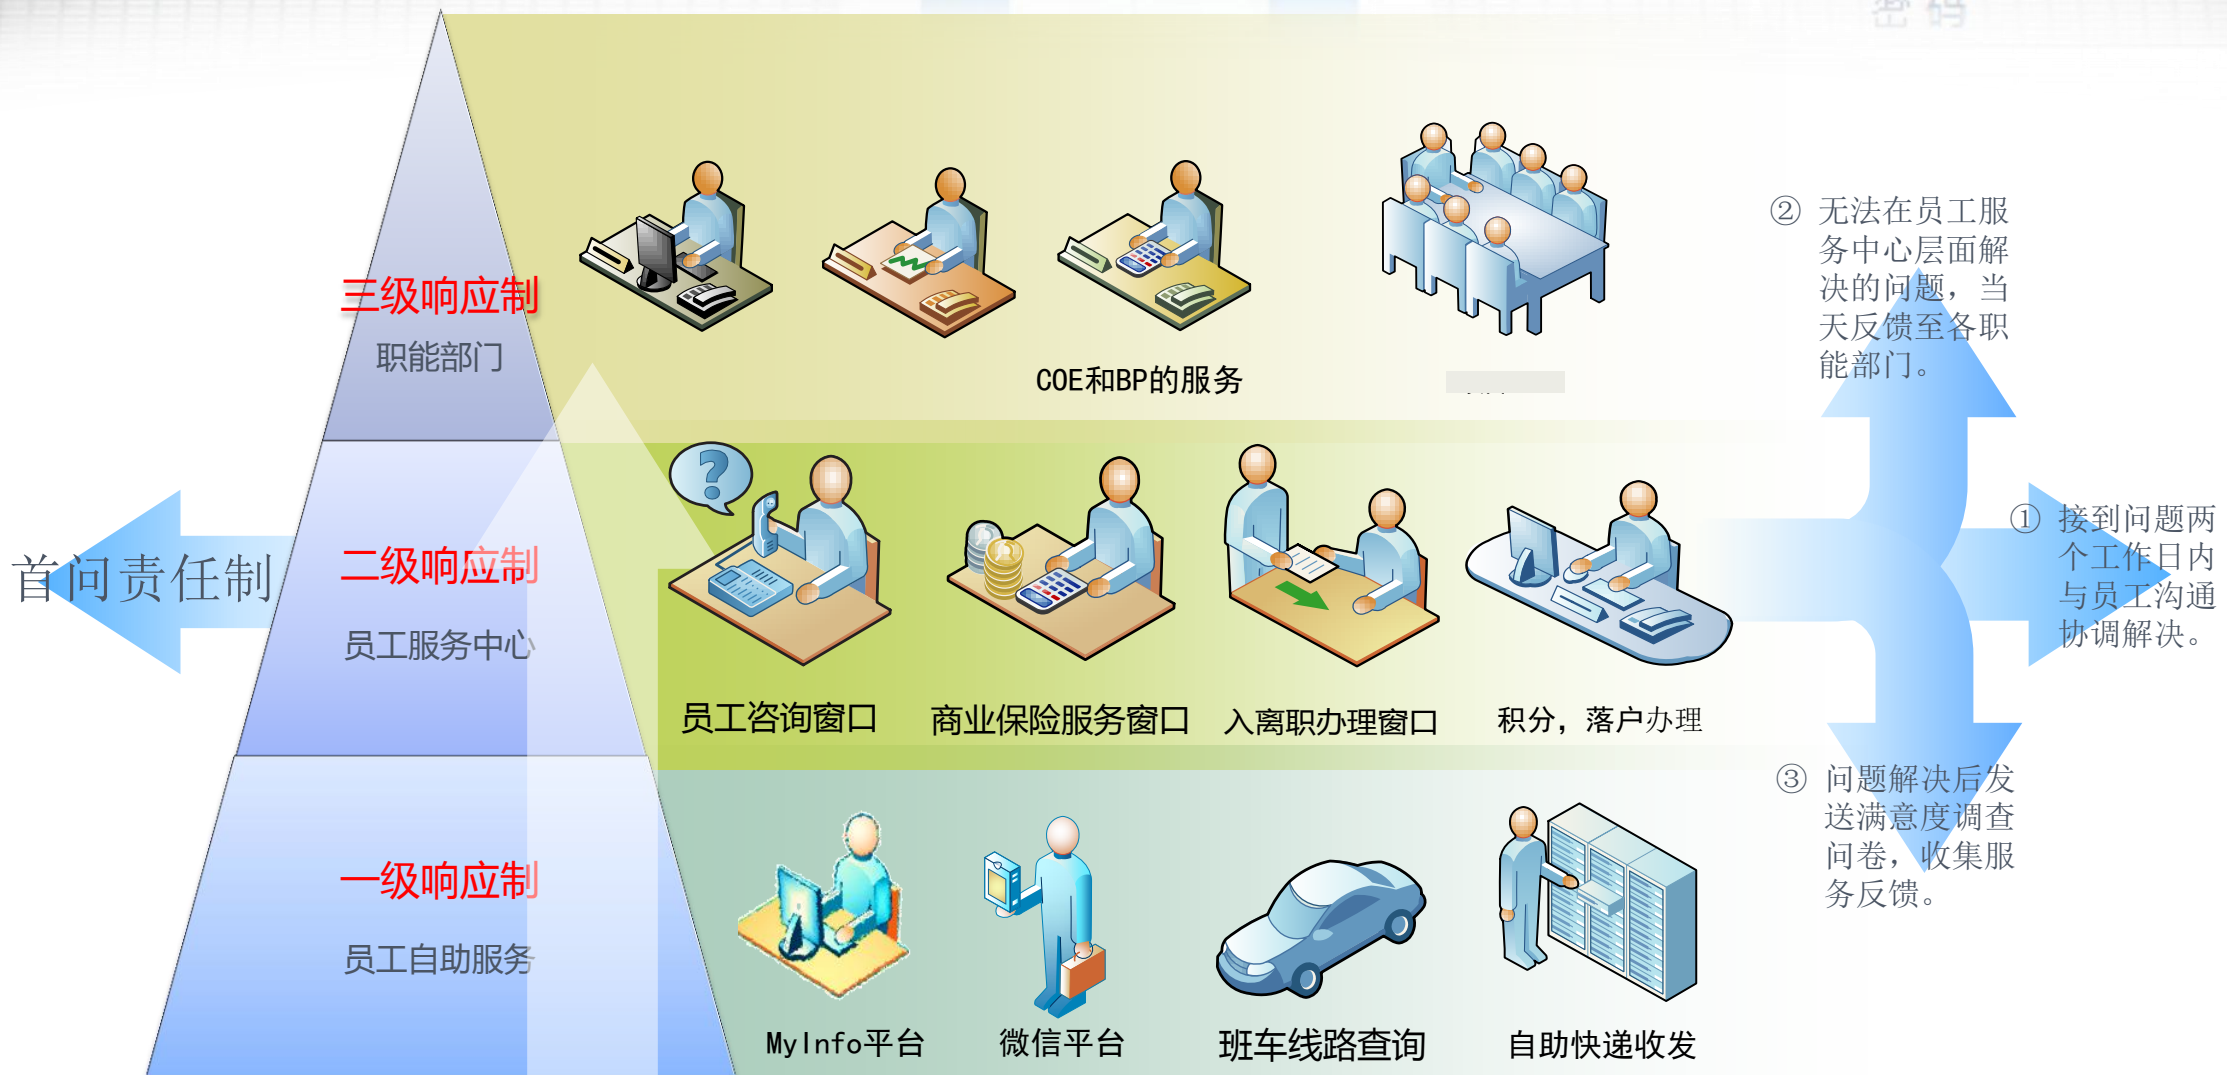 密 码
三级响应制
职能部门
COE和BP的服务
② 无法在员工服
务中心层面解
决的问题，当
天反馈至各职
能部门。
首问责任制
二级响应制
员工服务中心
员工咨询窗口
商业保险服务窗口
入离职办理窗口
积分，落户办理
① 接到问题两
个工作日内
与员工沟通
协调解决。
一级响应制
员工自助服务
MyInfo平台
微信平台
班车线路查询
自助快递收发
③ 问题解决后发
送满意度调查
问卷，收集服
务反馈。